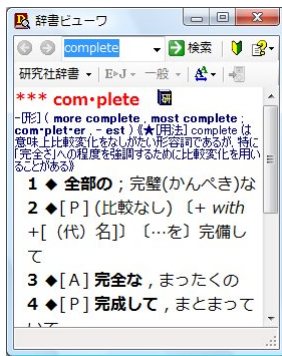 辞書ビューワ
complete
検索
研究社辞書
E▸J
一般
*** com·plete
-[形] ( more complete , most complete ;
com·plet·er , - est ) 《★[用法] complete は
意味上比較変化をなしがたい形容詞であるが, 特に
「完全さ」への程度を強調するために比較変化を用い
ることがある》
1 ◆ 全部の ; 完璧(かんぺき)な
2 ◆[ P ] (比較なし) 〔+ with
+[ (代) 名]〕 〔…を〕完備し
て
3 ◆[ A ] 完全な , まったくの
4 ◆[ P ] 完成して , まとまって